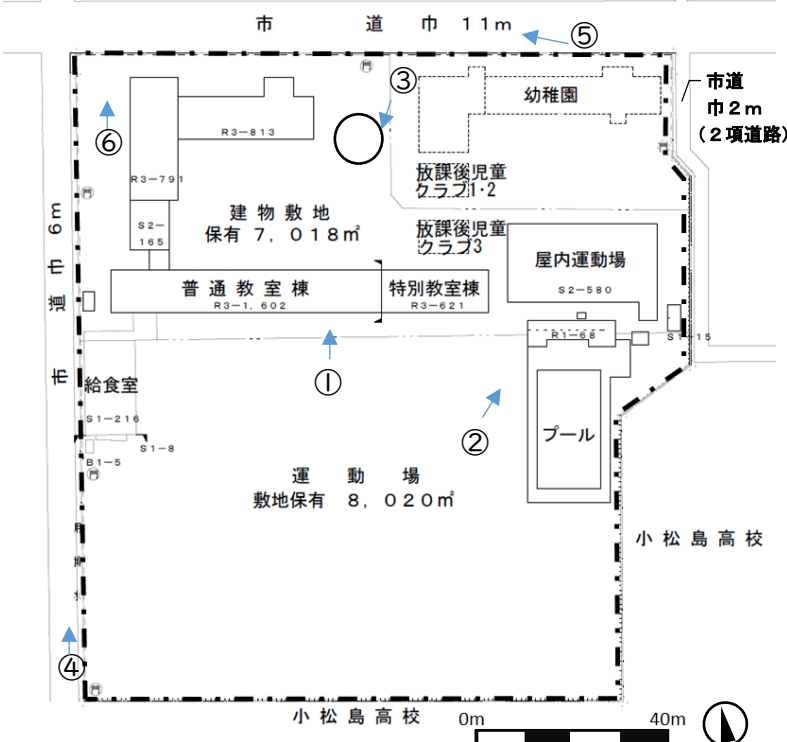 市 道 巾 11m
⑤
③
⑥
幼稚園
市道
巾2m
(2項道路)
R3-813
R3-791
放課後児童
クラブ1・2
建物敷地
保有 7,018㎡
S2-
165
放課後児童
クラブ3
屋内運動場
S2-580
市 道 巾 6m
普通教室棟
R3-1,602
特別教室棟
R3-621
R1-68
S1-15
①
給食室
S1-216
S1-8
B1-5
②
プール
運動場
敷地保有 8,020㎡
小松島高校
④
小松島高校
0m
40m